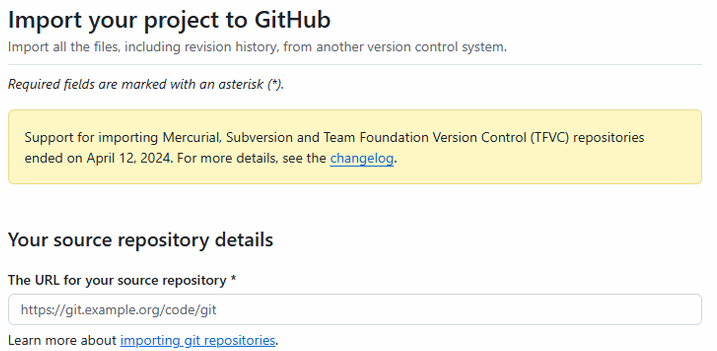 Import your project to GitHub
Import all the files, including revision history, from another version control system.
Required fields are marked with an asterisk (*).
Support for importing Mercurial, Subversion and Team Foundation Version Control (TFVC) repositories
ended on April 12, 2024. For more details, see the changelog.
Your source repository details
The URL for your source repository *
https://git.example.org/code/git
Learn more about importing git repositories.